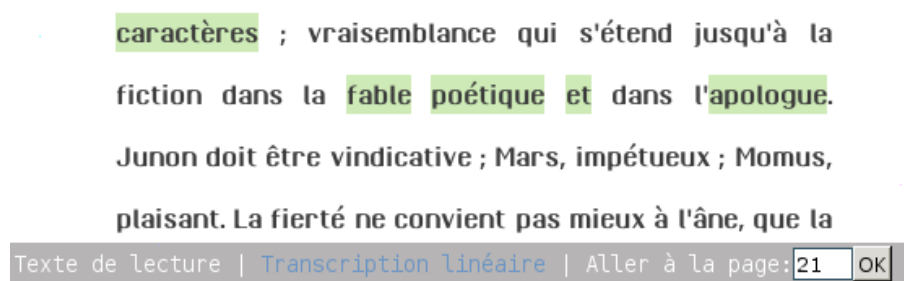 caractères ; vraisemblance qui s'étend jusqu'à la
fiction dans la fable poétique et dans l'apologue.
Junon doit être vindicative ; Mars, impétueux ; Momus,
plaisant. La fierté ne convient pas mieux à l'âne, que la
Texte de lecture | Transcription linéaire | Aller à la page: 21 OK